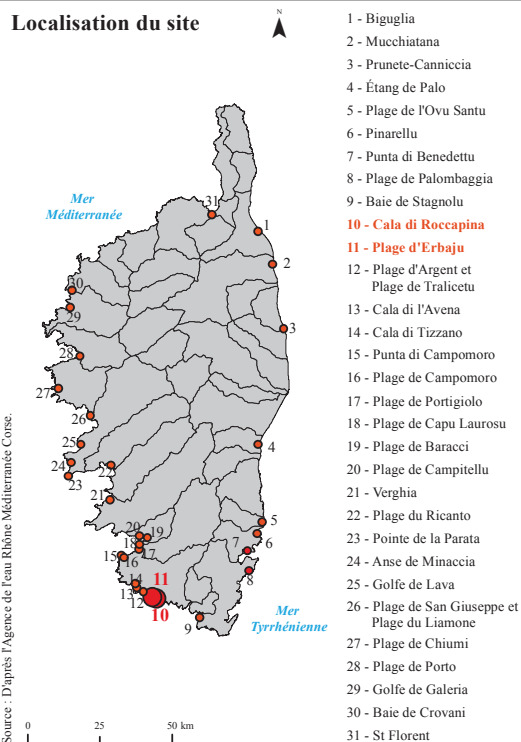 Localisation du site
N
1 - Biguglia
2 - Mucchiatana
3 - Prunete-Canniccia
4 - Étang de Palo
5 - Plage de l'Ovu Santu
6 - Pinarellu
7 - Punta di Benedettu
8 - Plage de Palombaggia
9 - Baie de Stagnolu
10 - Cala di Roccapina
11 - Plage d'Erbaju
12 - Plage d'Argent et
Plage de Tralicetu
13 - Cala di l'Avena
14 - Cala di Tizzano
15 - Punta di Campomoro
16 - Plage de Campomoro
17 - Plage de Portigiolo
18 - Plage de Capu Laurosu
19 - Plage de Baracci
20 - Plage de Campitellu
21 - Verghia
22 - Plage du Ricanto
23 - Pointe de la Parata
24 - Anse de Minaccia
25 - Golfe de Lava
26 - Plage de San Giuseppe et
Plage du Liamone
27 - Plage de Chiumi
28 - Plage de Porto
29 - Golfe de Galeria
30 - Baie de Crovani
31 - St Florent
Mer
Méditerranée
31
1
2
30
29
3
28
27
26
25
4
24
22
23
21
5
20
19
6
18
7
17
15
16
8
14
11
13
12
10
9
Mer
Tyrrhénienne
Source : D'après l'Agence de l'eau Rhône Méditerranée Corse.
0
25
50 km